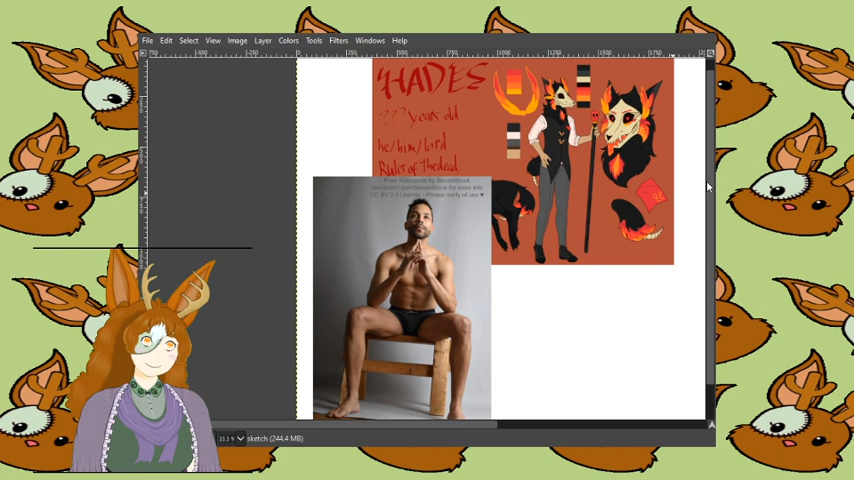 File Edit Select View Image Layer Colors Tools Filters Windows Help
HADES
??? years old
he/him/lord
Ruler of the dead
Pose Reference by SenshiStock
DeviantArt.com/SenshiStock for more info
CC BY 3.0 License - Please notify of use ♥
33.3 % sketch (244.4 MB)